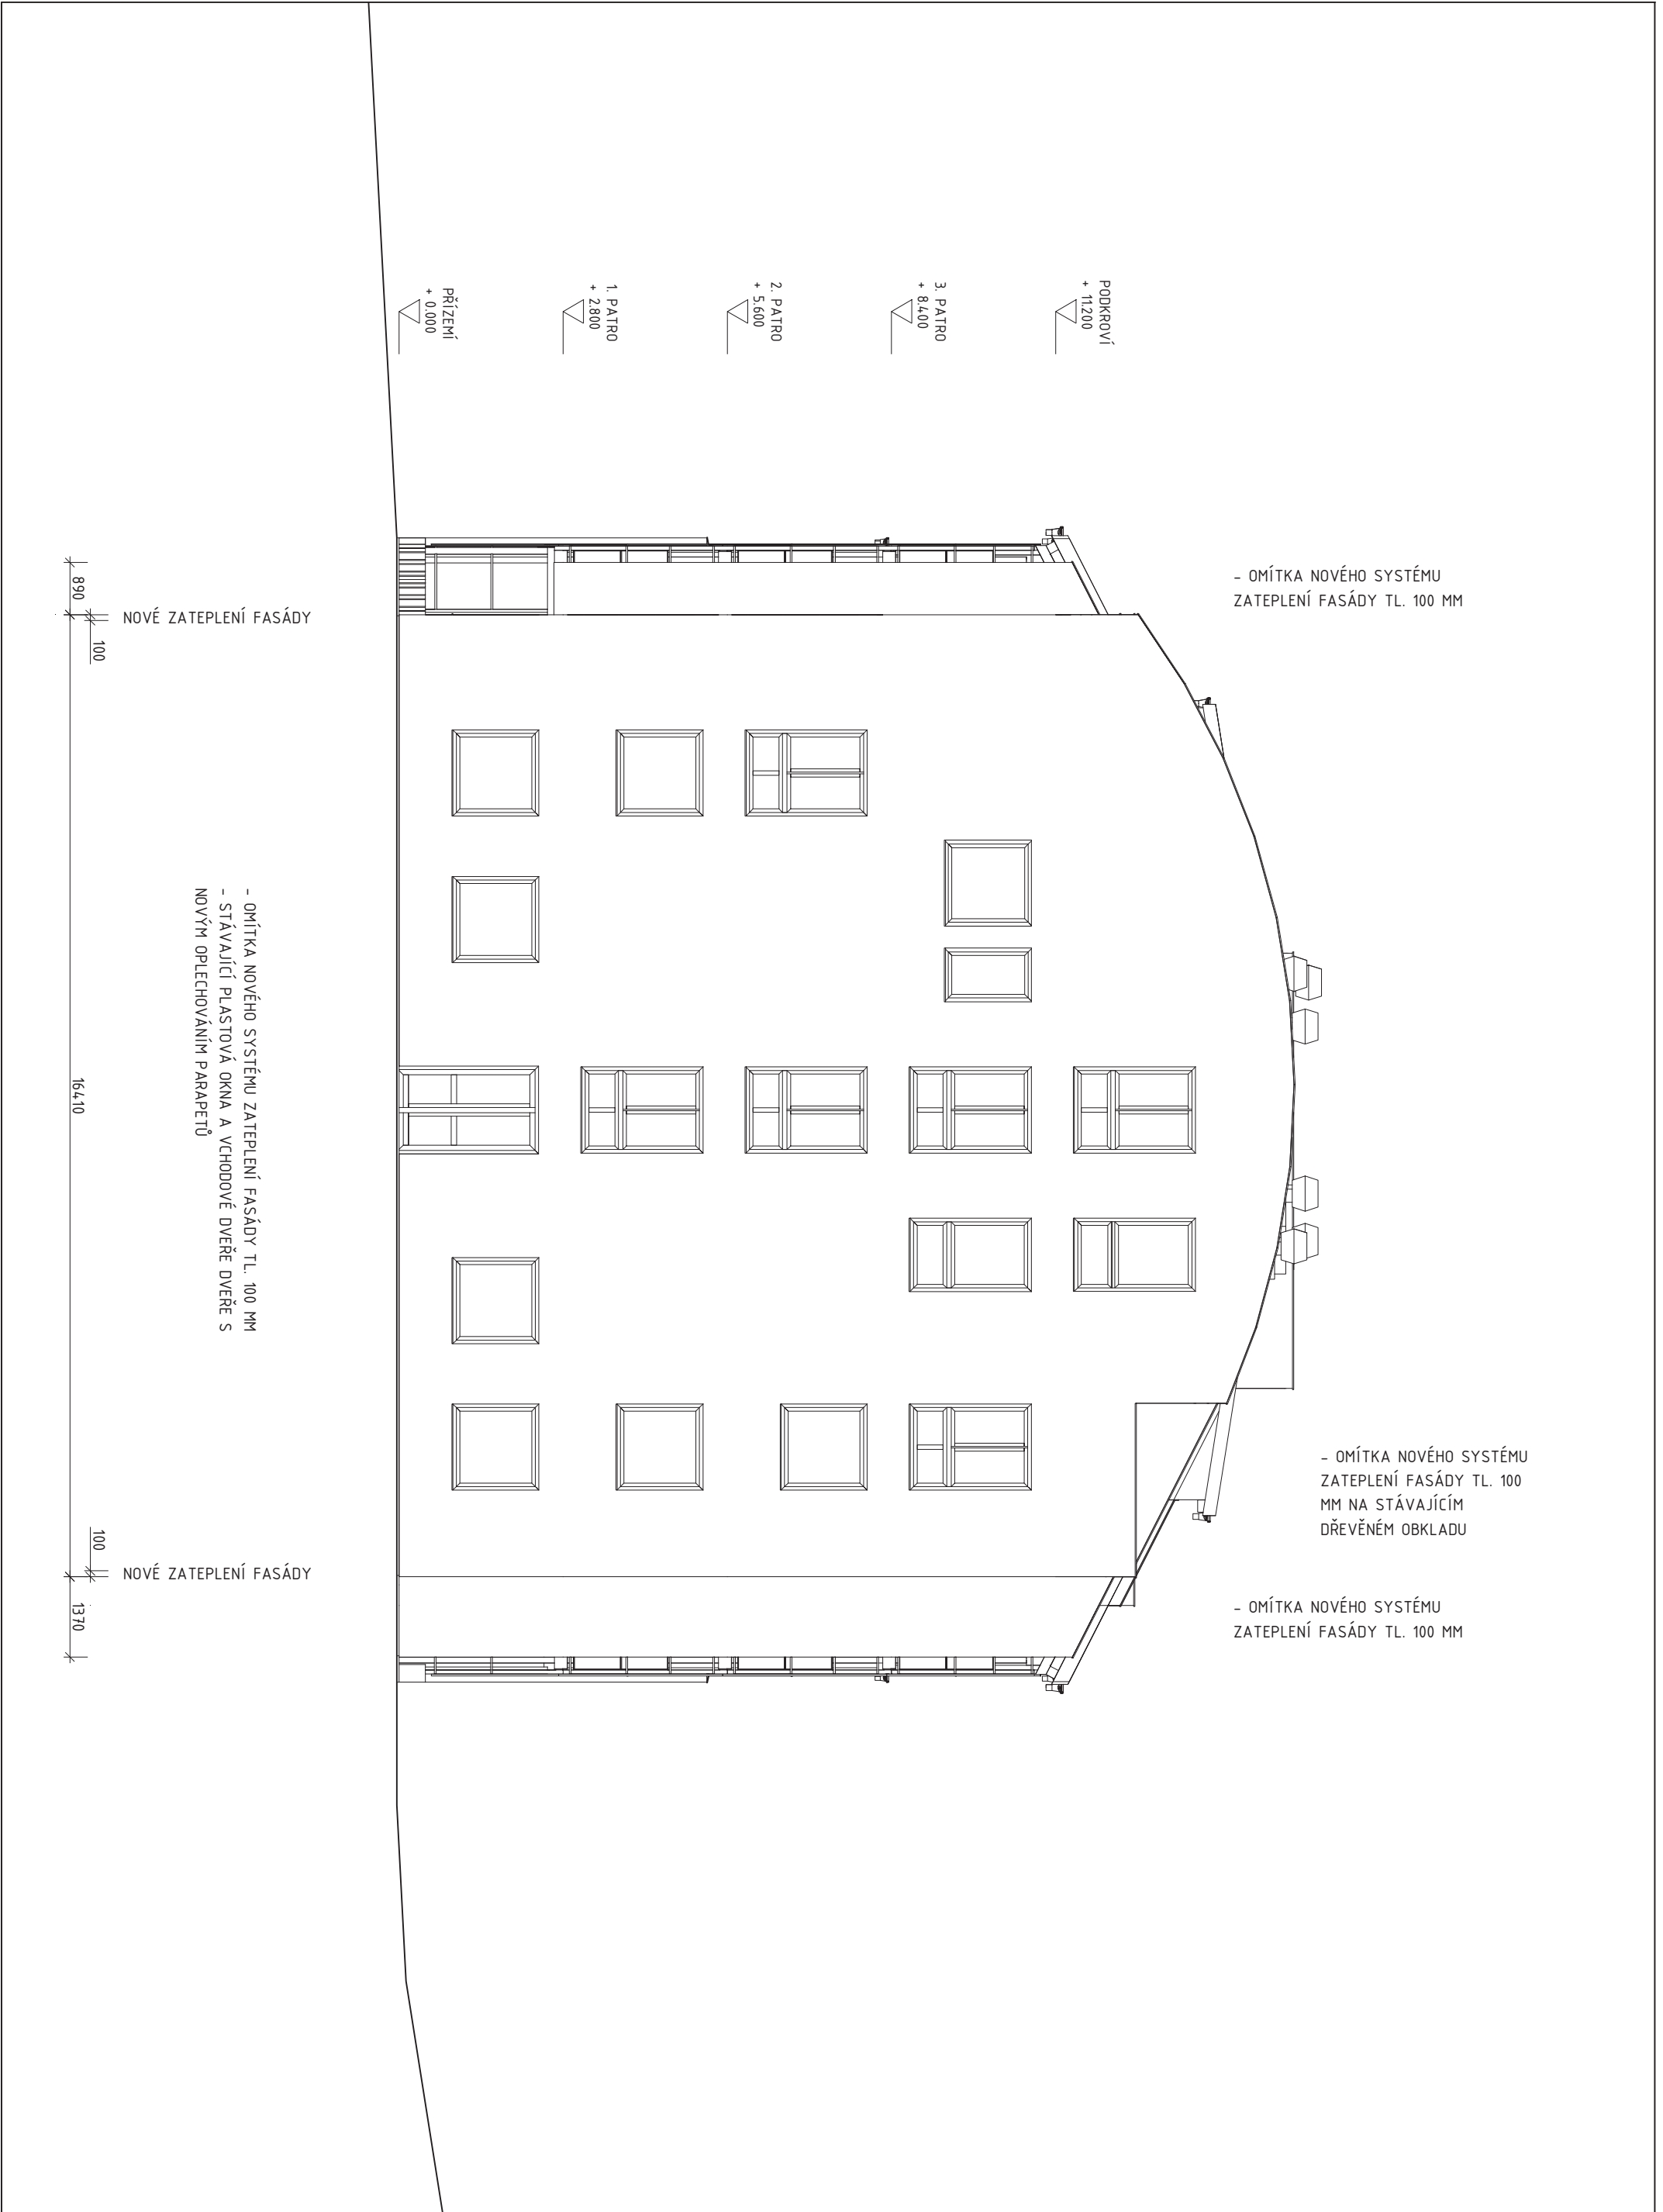 PODKROVÍ
+ 11.200
3. PATRO
+ 8.400
2. PATRO
+ 5.600
1. PATRO
+ 2.800
PŘÍZEMÍ
+ 0.000
- OMÍTKA NOVÉHO SYSTÉMU
ZATEPLENÍ FASÁDY TL. 100 MM
- OMÍTKA NOVÉHO SYSTÉMU
ZATEPLENÍ FASÁDY TL. 100
MM NA STÁVAJÍCÍM
DŘEVĚNÉM OBKLADU
- OMÍTKA NOVÉHO SYSTÉMU
ZATEPLENÍ FASÁDY TL. 100 MM
- OMÍTKA NOVÉHO SYSTÉMU ZATEPLENÍ FASÁDY TL. 100 MM
- STÁVAJÍCÍ PLASTOVÁ OKNA A VCHODOVÉ DVEŘE DVEŘE S
NOVÝM OPLECHOVÁNÍM PARAPETŮ
NOVÉ ZATEPLENÍ FASÁDY
NOVÉ ZATEPLENÍ FASÁDY
100
100
890
16410
1370